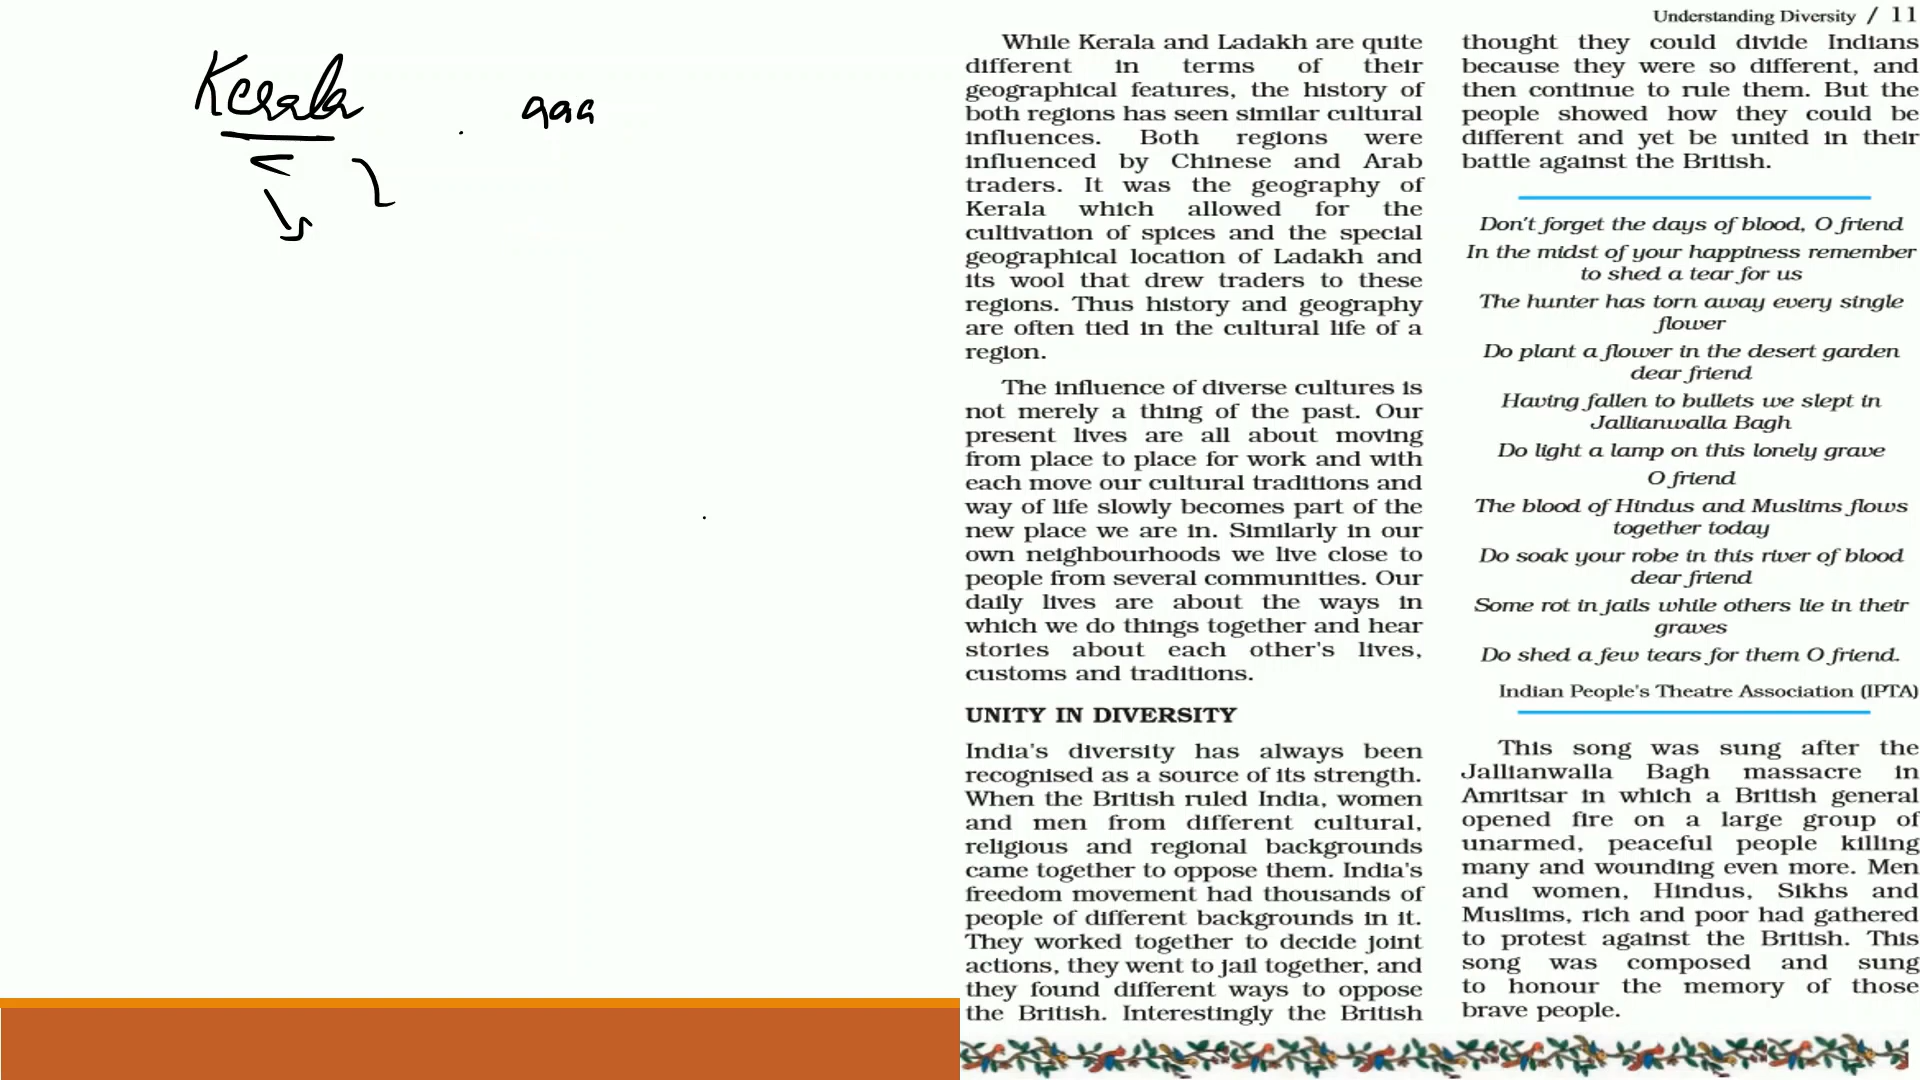 Kerala
Understanding Diversity / 11
While Kerala and Ladakh are quite
different in terms of their
geographical features, the history of
both regions has seen similar cultural
influences. Both regions were
influenced by Chinese and Arab
traders. It was the geography of
Kerala which allowed for the
cultivation of spices and the special
geographical location of Ladakh and
its wool that drew traders to these
regions. Thus history and geography
are often tied in the cultural life of a
region.
The influence of diverse cultures is
not merely a thing of the past. Our
present lives are all about moving
from place to place for work and with
each move our cultural traditions and
way of life slowly becomes part of the
new place we are in. Similarly in our
own neighbourhoods we live close to
people from several communities. Our
daily lives are about the ways in
which we do things together and hear
stories about each other's lives,
customs and traditions.
UNITY IN DIVERSITY
India's diversity has always been
recognised as a source of its strength.
When the British ruled India, women
and men from different cultural,
religious and regional backgrounds
came together to oppose them. India's
freedom movement had thousands of
people of different backgrounds in it.
They worked together to decide joint
actions, they went to jail together, and
they found different ways to oppose
the British. Interestingly the British
thought they could divide Indians
because they were so different, and
then continue to rule them. But the
people showed how they could be
different and yet be united in their
battle against the British.
Don't forget the days of blood, O friend
In the midst of your happiness remember
to shed a tear for us
The hunter has torn away every single
flower
Do plant a flower in the desert garden
dear friend
Having fallen to bullets we slept in
Jallianwalla Bagh
Do light a lamp on this lonely grave
O friend
The blood of Hindus and Muslims flows
together today
Do soak your robe in this river of blood
dear friend
Some rot in jails while others lie in their
graves
Do shed a few tears for them O friend.
Indian People's Theatre Association (IPTA)
This song was sung after the
Jallianwalla Bagh massacre in
Amritsar in which a British general
opened fire on a large group of
unarmed, peaceful people killing
many and wounding even more. Men
and women, Hindus, Sikhs and
Muslims, rich and poor had gathered
to protest against the British. This
song was composed and sung
to honour the memory of those
brave people.